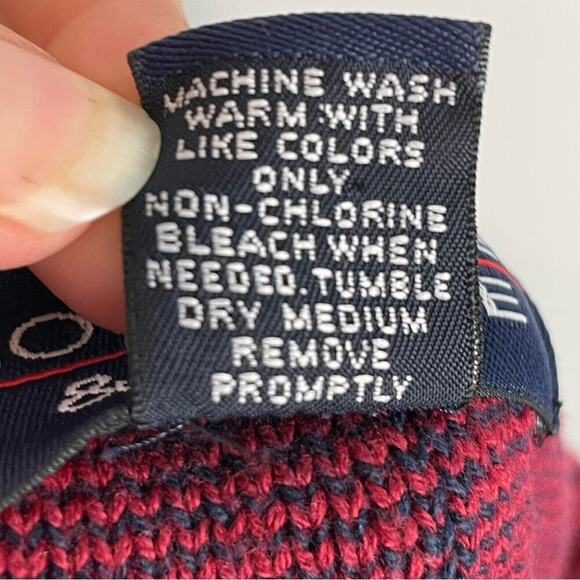 MACHINE WASH
WARM WITH
LIKE COLORS
ONLY
NON-CHLORINE
BLEACH WHEN
NEEDED. TUMBLE
DRY MEDIUM
REMOVE
PROMPTLY